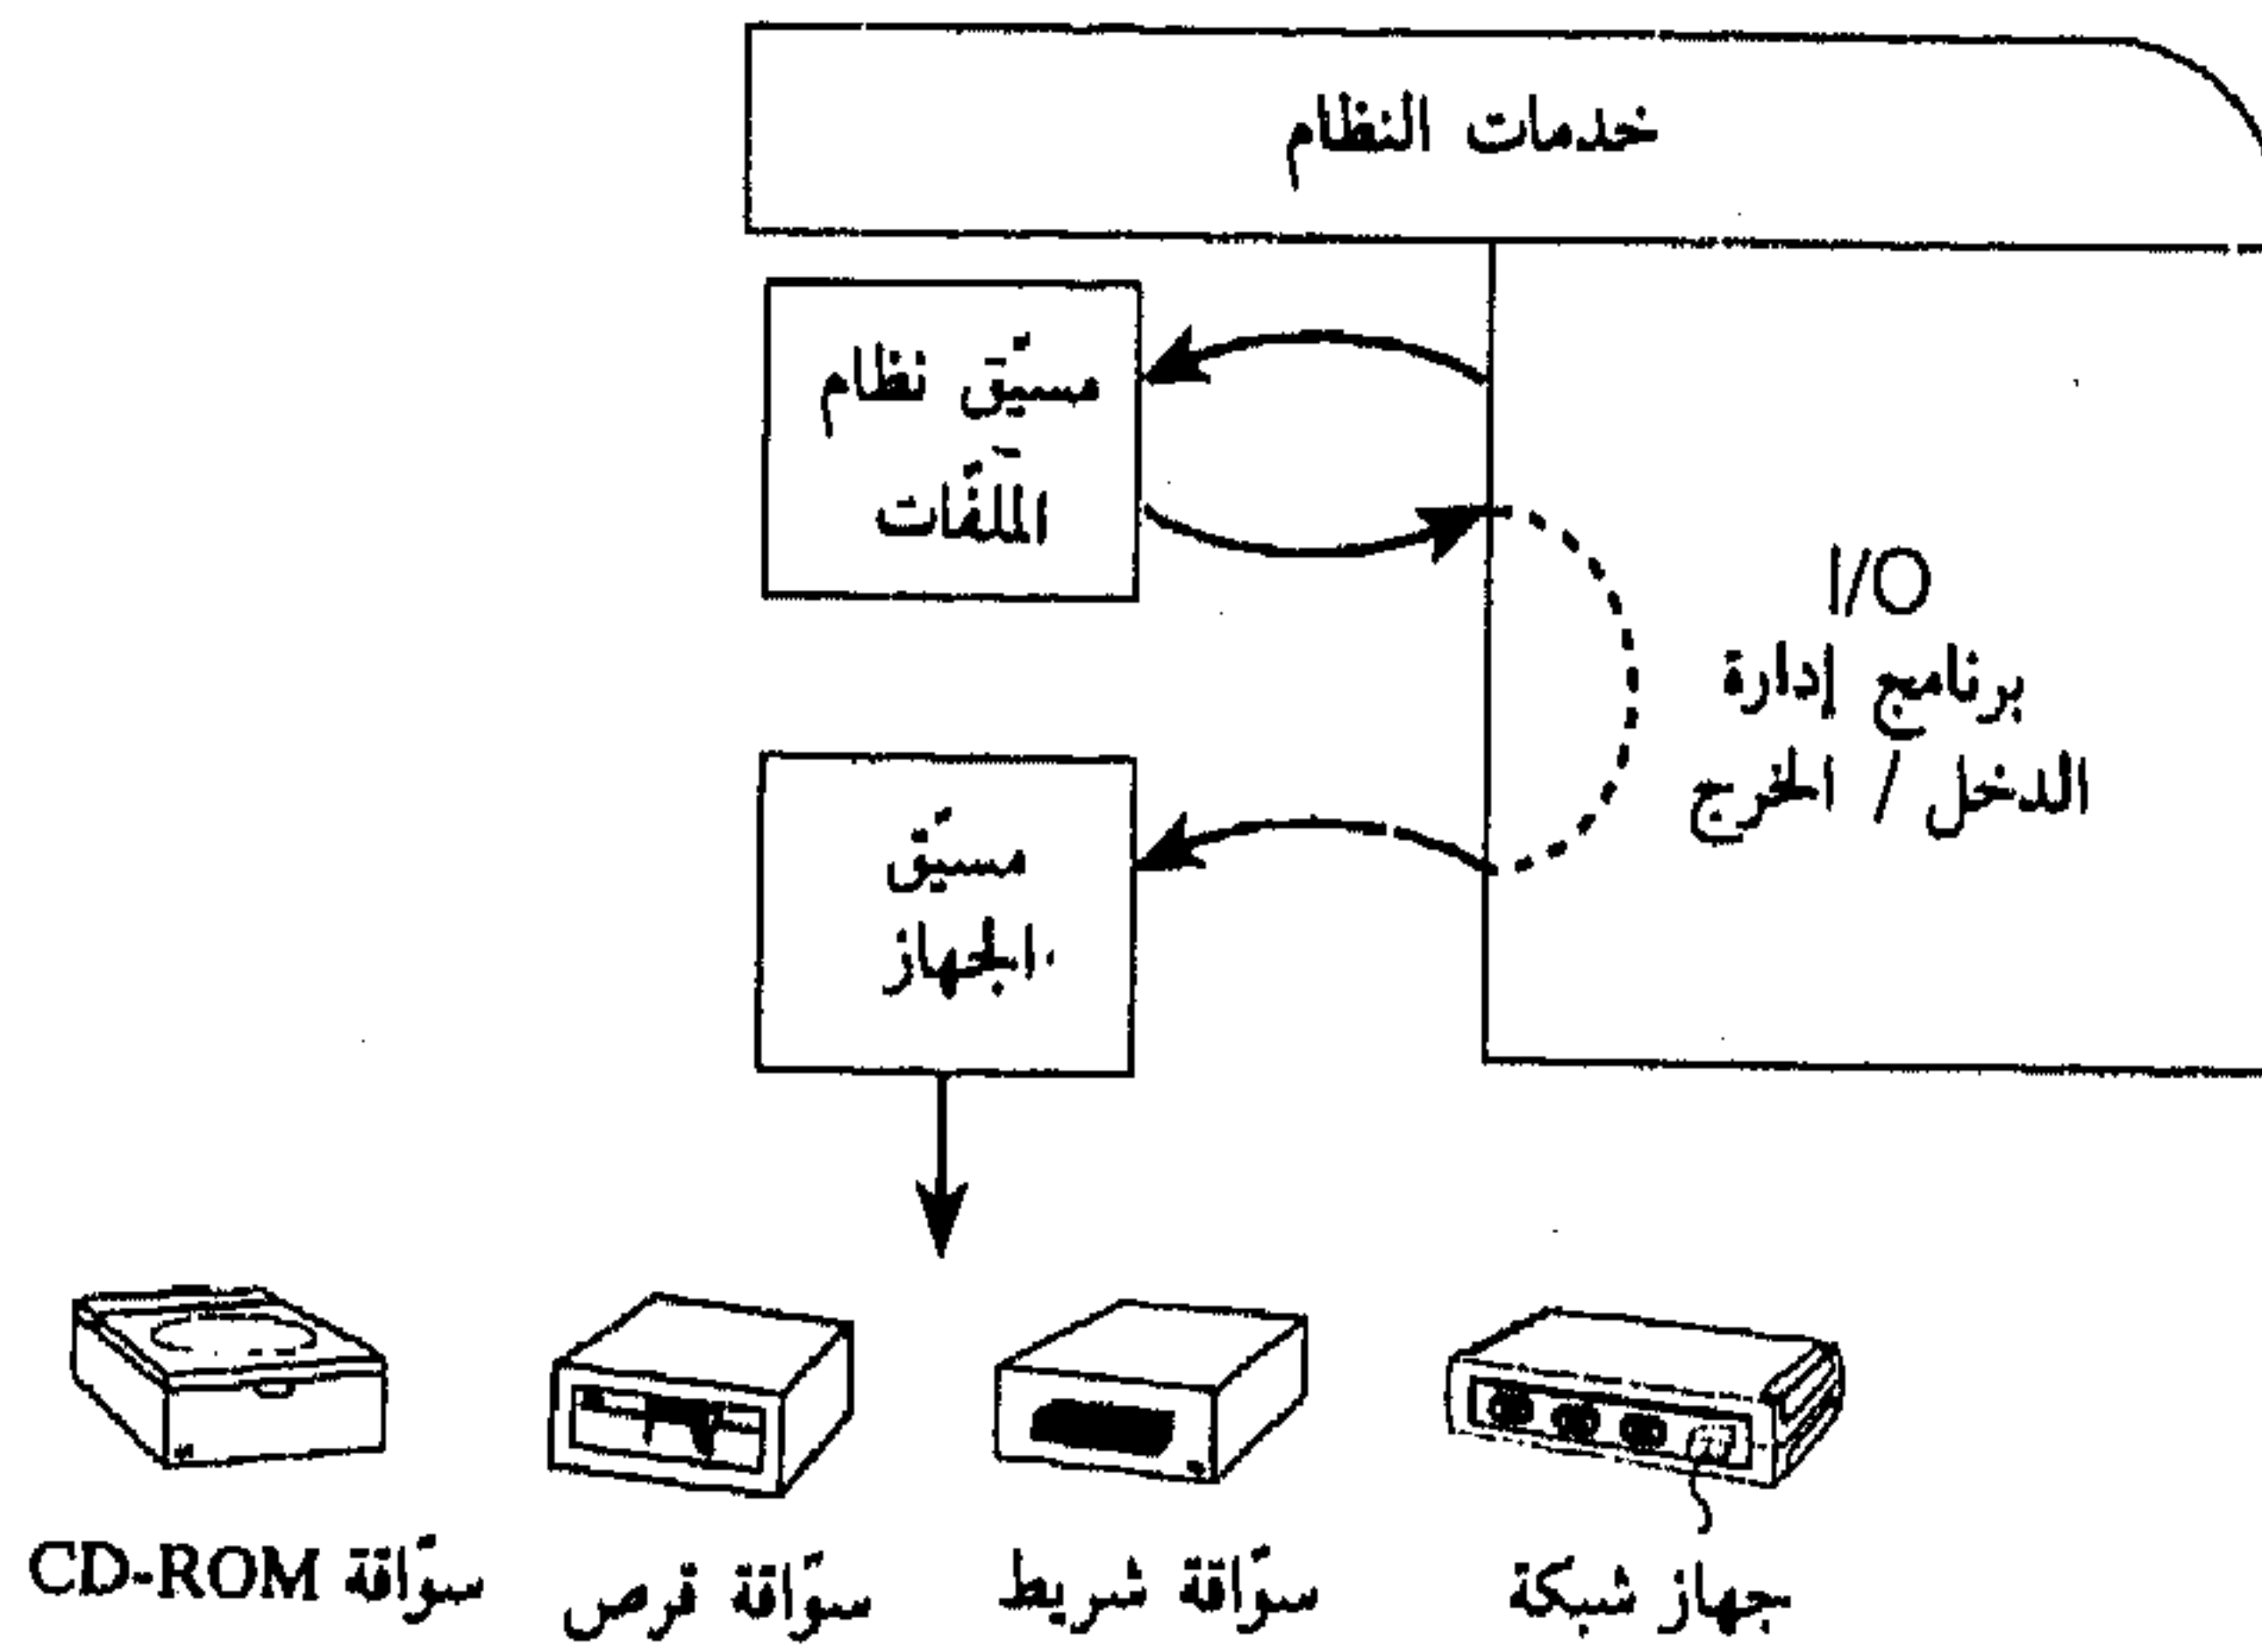 خدمات النظام
مسيّق نظام
الملفّات
I/O
برنامج إدارة
الدخل / الخرج
مسيّق
الجهاز
جهاز شبكة
سوّاقة شريط
سوّاقة قرص
سوّاقة CD-ROM